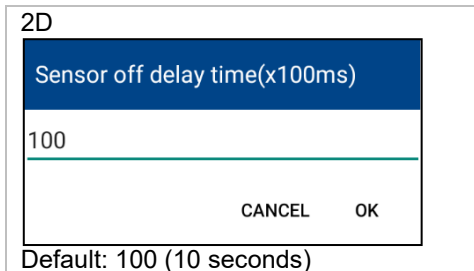 2D
Sensor off delay time(x100ms)
100
CANCEL OK
Default: 100 (10 seconds)